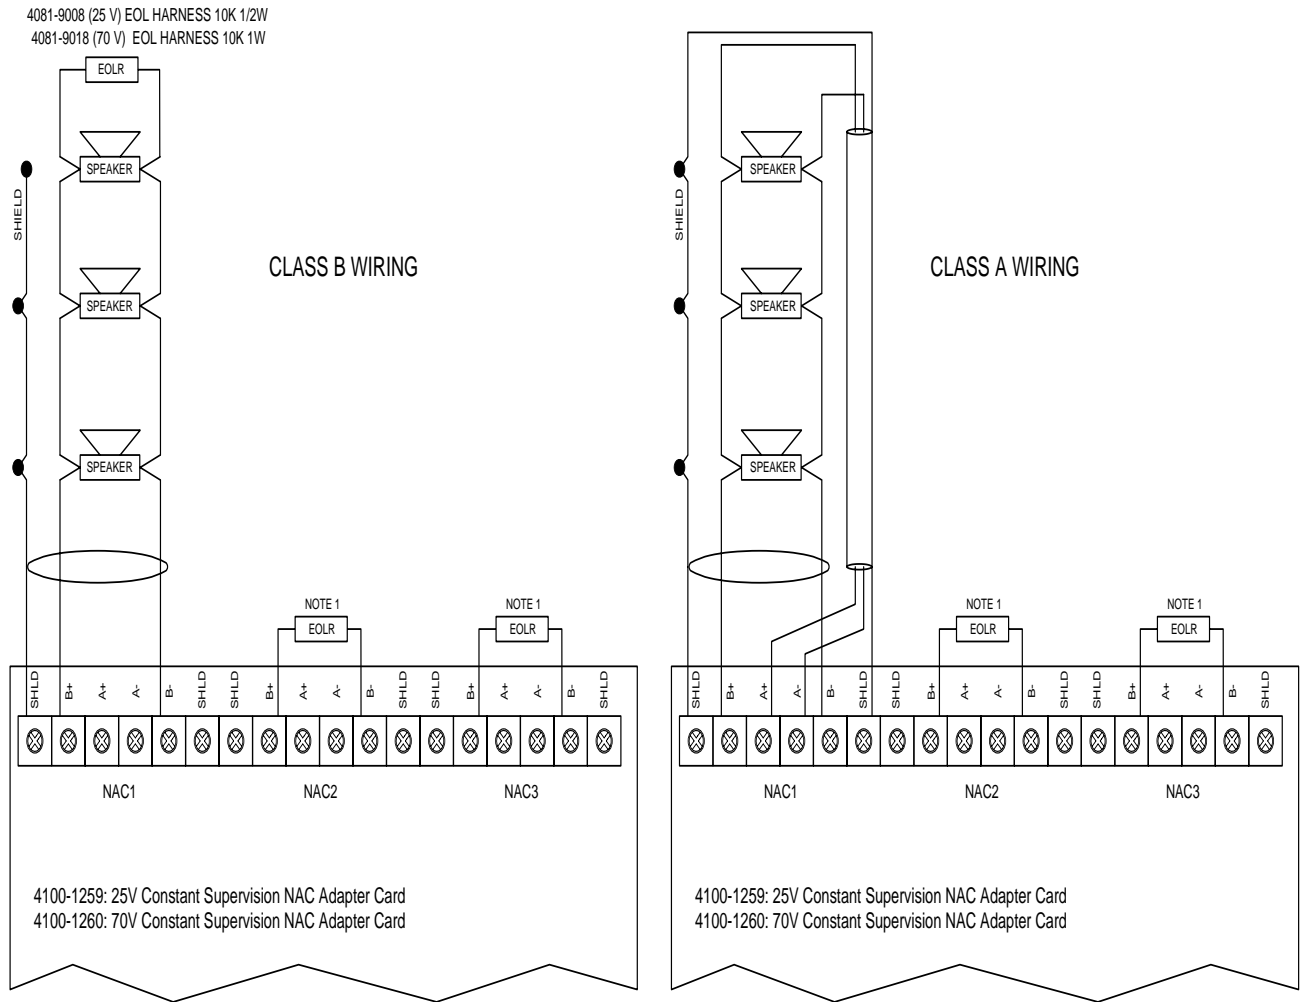 4081-9008 (25 V) EOL HARNESS 10K 1/2W
4081-9018 (70 V) EOL HARNESS 10K 1W
EOLR
SPEAKER
SHIELD
SPEAKER
SPEAKER
CLASS B WIRING
NOTE 1
EOLR
NOTE 1
EOLR
SHLD B+ A+ A- B- SHLD SHLD B+ A+ A- B- SHLD SHLD B+ A+ A- B- SHLD
NAC1 NAC2 NAC3
4100-1259: 25V Constant Supervision NAC Adapter Card
4100-1260: 70V Constant Supervision NAC Adapter Card
SPEAKER
SHIELD
SPEAKER
SPEAKER
CLASS A WIRING
NOTE 1
EOLR
NOTE 1
EOLR
SHLD B+ A+ A- B- SHLD SHLD B+ A+ A- B- SHLD SHLD B+ A+ A- B- SHLD
NAC1 NAC2 NAC3
4100-1259: 25V Constant Supervision NAC Adapter Card
4100-1260: 70V Constant Supervision NAC Adapter Card